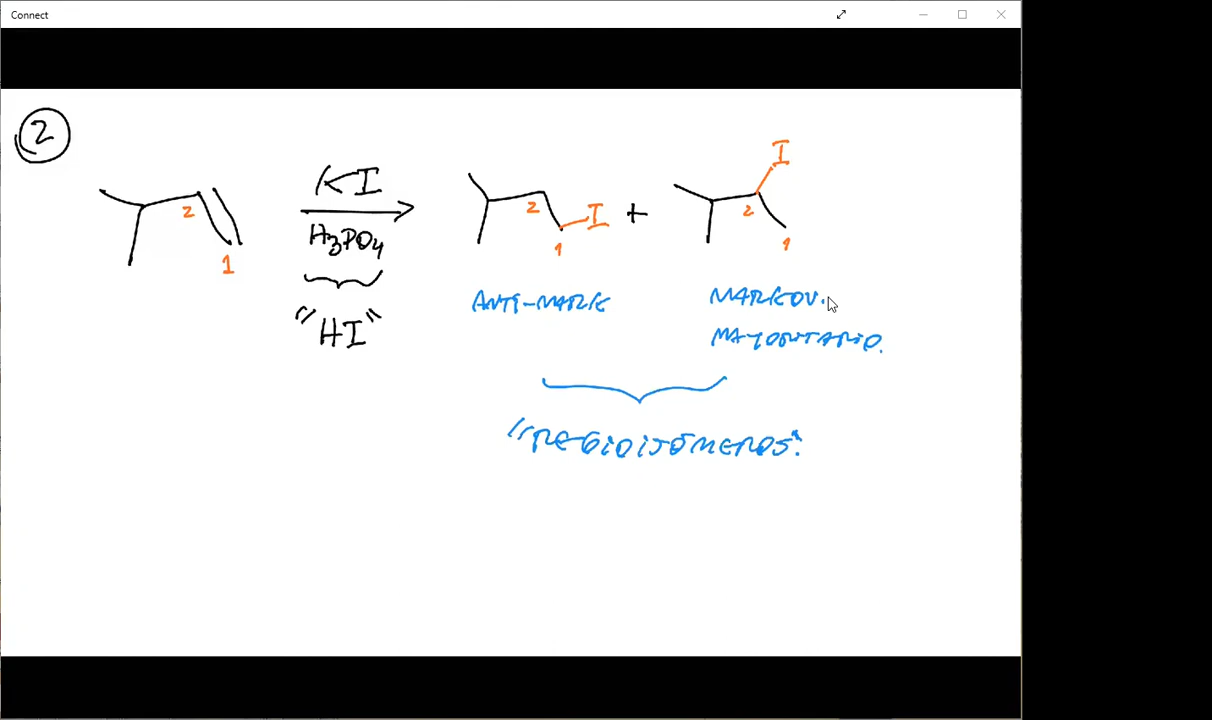 Connect
2
KI
H3PO4
"HI"
2
1
2
I
1
+
I
2
1
ANTI-MARK
MARKOV.
MAYORITARIO.
"REGIOISÓMEROS".